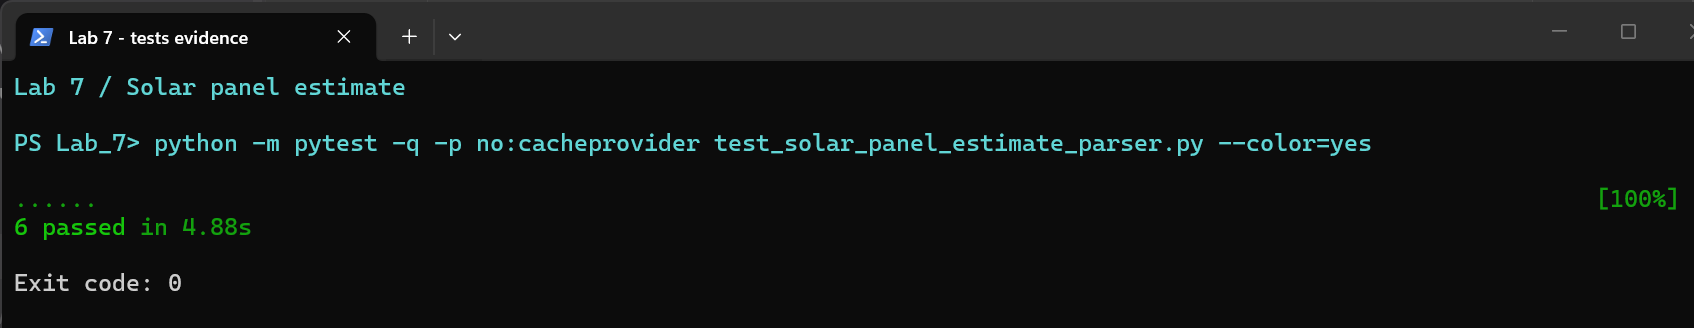 Lab 7 - tests evidence
Lab 7 / Solar panel estimate
PS Lab_7> python -m pytest -q -p no:cacheprovider test_solar_panel_estimate_parser.py --color=yes
...... [100%]
6 passed in 4.88s
Exit code: 0